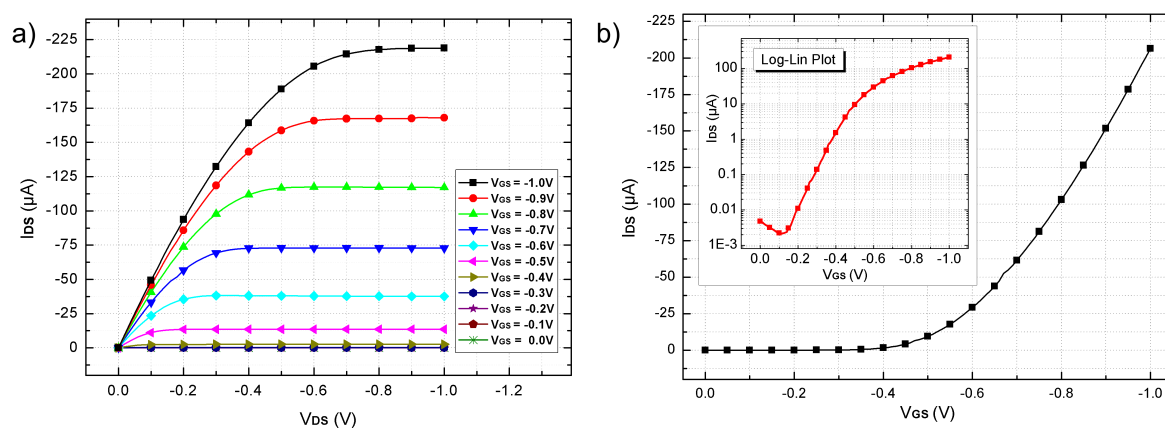 a)
-225
-200
-175
-150
-125
-100
-75
-50
-25
0
IDS (µA)
0.0 -0.2 -0.4 -0.6 -0.8 -1.0 -1.2
VDS (V)
VGS = -1.0V
VGS = -0.9V
VGS = -0.8V
VGS = -0.7V
VGS = -0.6V
VGS = -0.5V
VGS = -0.4V
VGS = -0.3V
VGS = -0.2V
VGS = -0.1V
VGS = 0.0V
b)
-225
-200
-175
-150
-125
-100
-75
-50
-25
0
IDS (µA)
0.0 -0.2 -0.4 -0.6 -0.8 -1.0
VGS (V)
Log-Lin Plot
100
10
1
0.1
0.01
1E-3
IDS (µA)
0.0 -0.2 -0.4 -0.6 -0.8 -1.0
VGS (V)